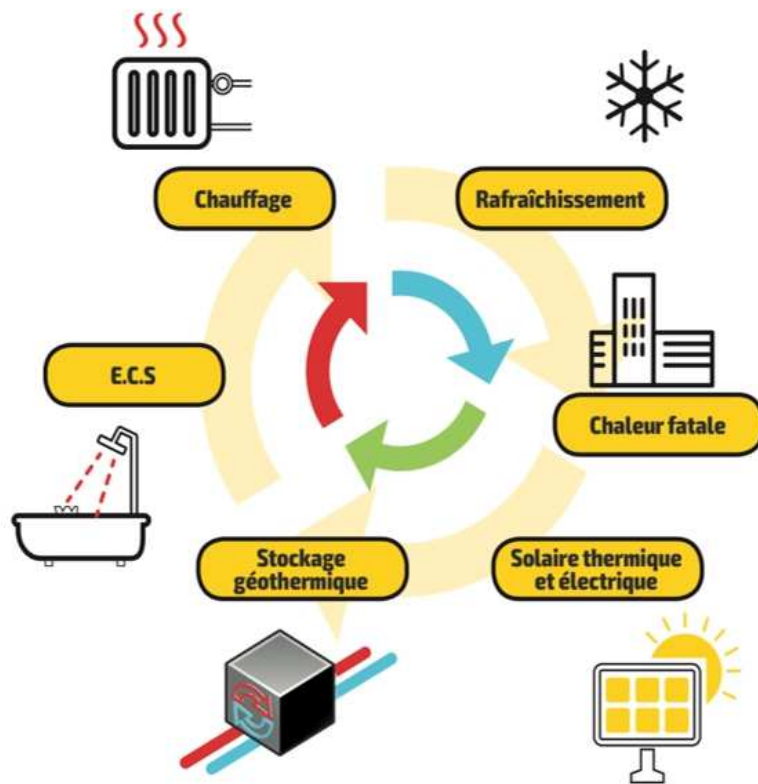 Chauffage
Rafraîchissement
E.C.S
Chaleur fatale
Stockage
géothermique
Solaire thermique
et électrique